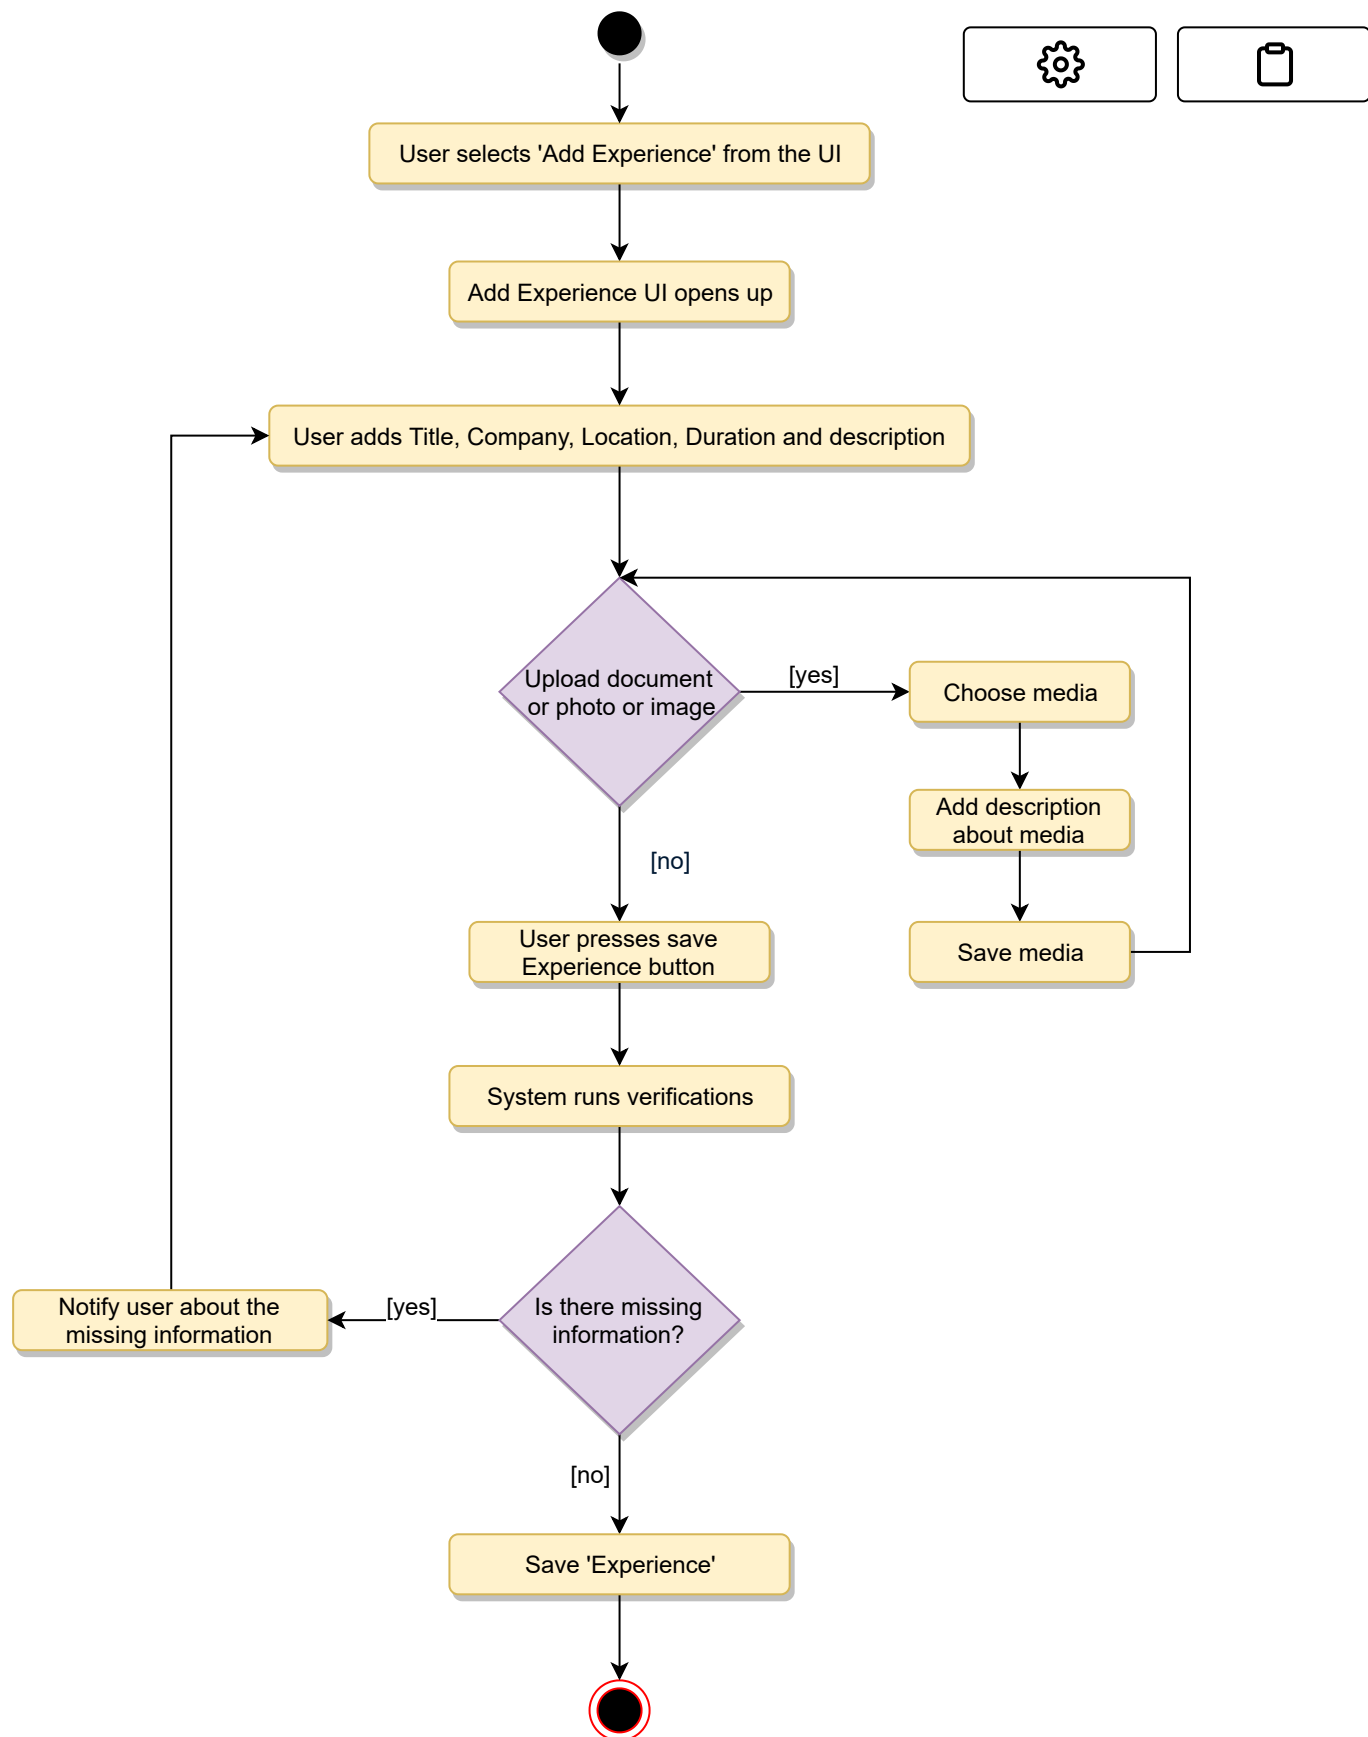 User selects 'Add Experience' from the UI
Add Experience UI opens up
User adds Title, Company, Location, Duration and description
Upload document
or photo or image
[yes]
Choose media
Add description
about media
Save media
[no]
User presses save
Experience button
System runs verifications
Is there missing
information?
[yes]
Notify user about the
missing information
[no]
Save 'Experience'